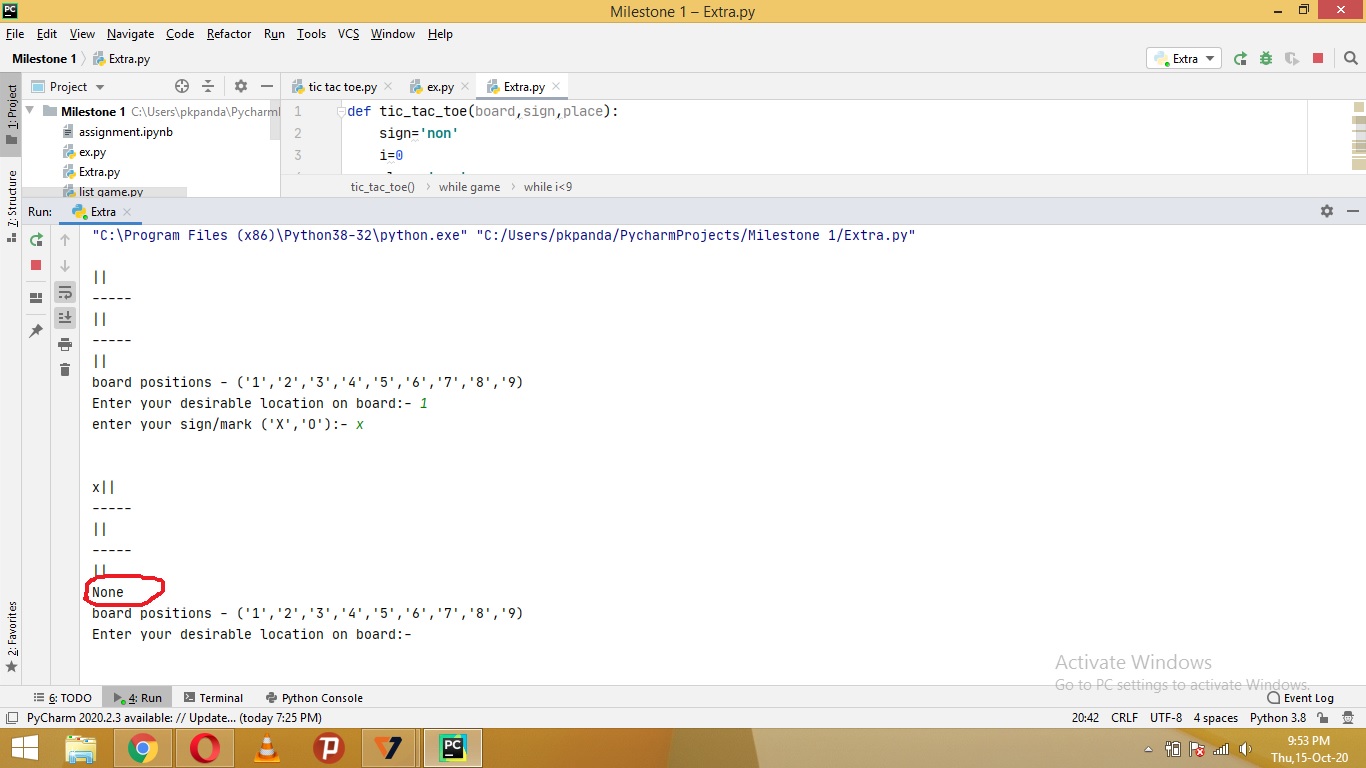 PC
Milestone 1 – Extra.py
File Edit View Navigate Code Refactor Run Tools VCS Window Help
Milestone 1 Extra.py
Extra
1: Project
Project
tic tac toe.py ex.py Extra.py
Milestone 1 C:\Users\pkpanda\Pycharml
assignment.ipynb
ex.py
Extra.py
list game.py
1 def tic_tac_toe(board,sign,place):
2 sign='non'
3 i=0
tic_tac_toe() while game while i<9
7: Structure
Run: Extra
"C:\Program Files (x86)\Python38-32\python.exe" "C:/Users/pkpanda/PycharmProjects/Milestone 1/Extra.py"
||
-----
||
-----
||
board positions - ('1','2','3','4','5','6','7','8','9)
Enter your desirable location on board:- 1
enter your sign/mark ('X','O'):- x
x||
-----
||
-----
||
None
board positions - ('1','2','3','4','5','6','7','8','9)
Enter your desirable location on board:-
2: Favorites
Activate Windows
Go to PC settings to activate Windows.
6: TODO 4: Run Terminal Python Console Event Log
PyCharm 2020.2.3 available: // Update... (today 7:25 PM) 20:42 CRLF UTF-8 4 spaces Python 3.8
PC
9:53 PM
Thu,15-Oct-20